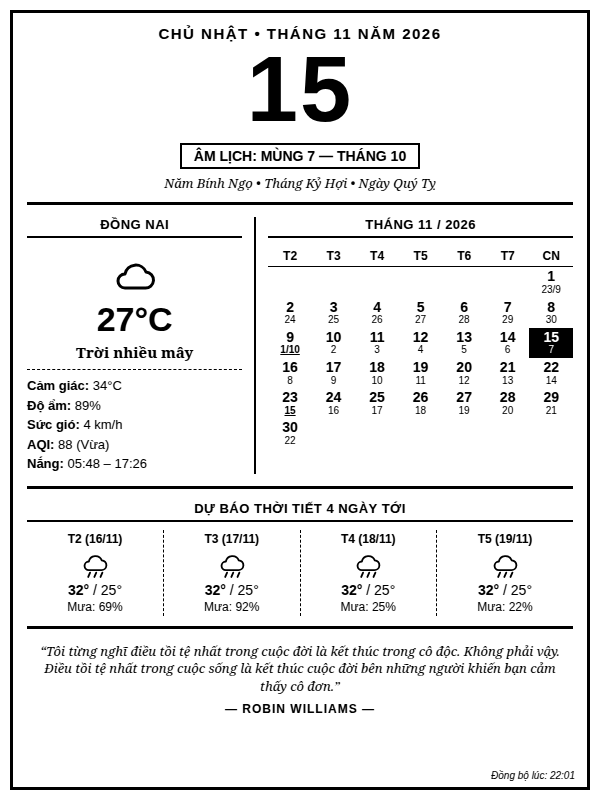 CHỦ NHẬT • THÁNG 11 NĂM 2026
15
ÂM LỊCH: MÙNG 7 — THÁNG 10
Năm Bính Ngọ • Tháng Kỷ Hợi • Ngày Quý Tỵ
ĐỒNG NAI
27°C
Trời nhiều mây
Cảm giác: 34°C
Độ ẩm: 89%
Sức gió: 4 km/h
AQI: 88 (Vừa)
Nắng: 05:48 – 17:26
THÁNG 11 / 2026
T2 T3 T4 T5 T6 T7 CN
1
23/9
2 3 4 5 6 7 8
24 25 26 27 28 29 30
9 10 11 12 13 14 15
1/10 2 3 4 5 6 7
16 17 18 19 20 21 22
8 9 10 11 12 13 14
23 24 25 26 27 28 29
15 16 17 18 19 20 21
30
22
DỰ BÁO THỜI TIẾT 4 NGÀY TỚI
T2 (16/11) T3 (17/11) T4 (18/11) T5 (19/11)
32° / 25° 32° / 25° 32° / 25° 32° / 25°
Mưa: 69% Mưa: 92% Mưa: 25% Mưa: 22%
“Tôi từng nghĩ điều tồi tệ nhất trong cuộc đời là kết thúc trong cô độc. Không phải vậy.
Điều tồi tệ nhất trong cuộc sống là kết thúc cuộc đời bên những người khiến bạn cảm
thấy cô đơn.”
— ROBIN WILLIAMS —
Đồng bộ lúc: 22:01